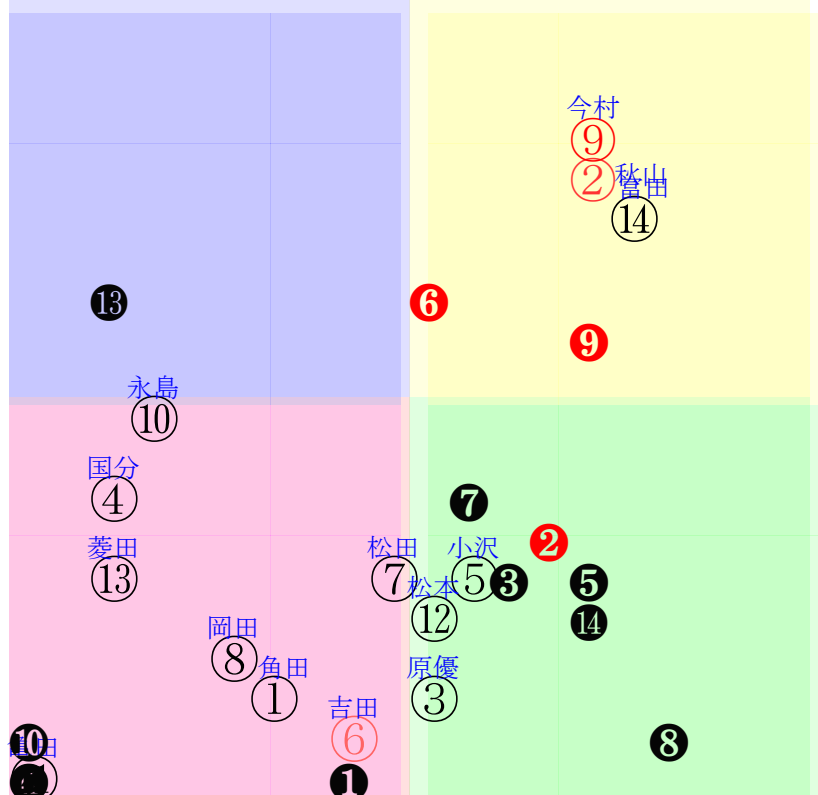 今村
⑨
② 秋山
富田
⑭
⓭ ❻
❾
永島
⑩
国分
④ ❼
❷
菱田 松田 小沢
⑬ ⑦ ⑤ ❸ ❺
松本
⑫ ⓮
岡田
⑧
角田 原優
① ③
吉田
⑥
❿ ❽
❶